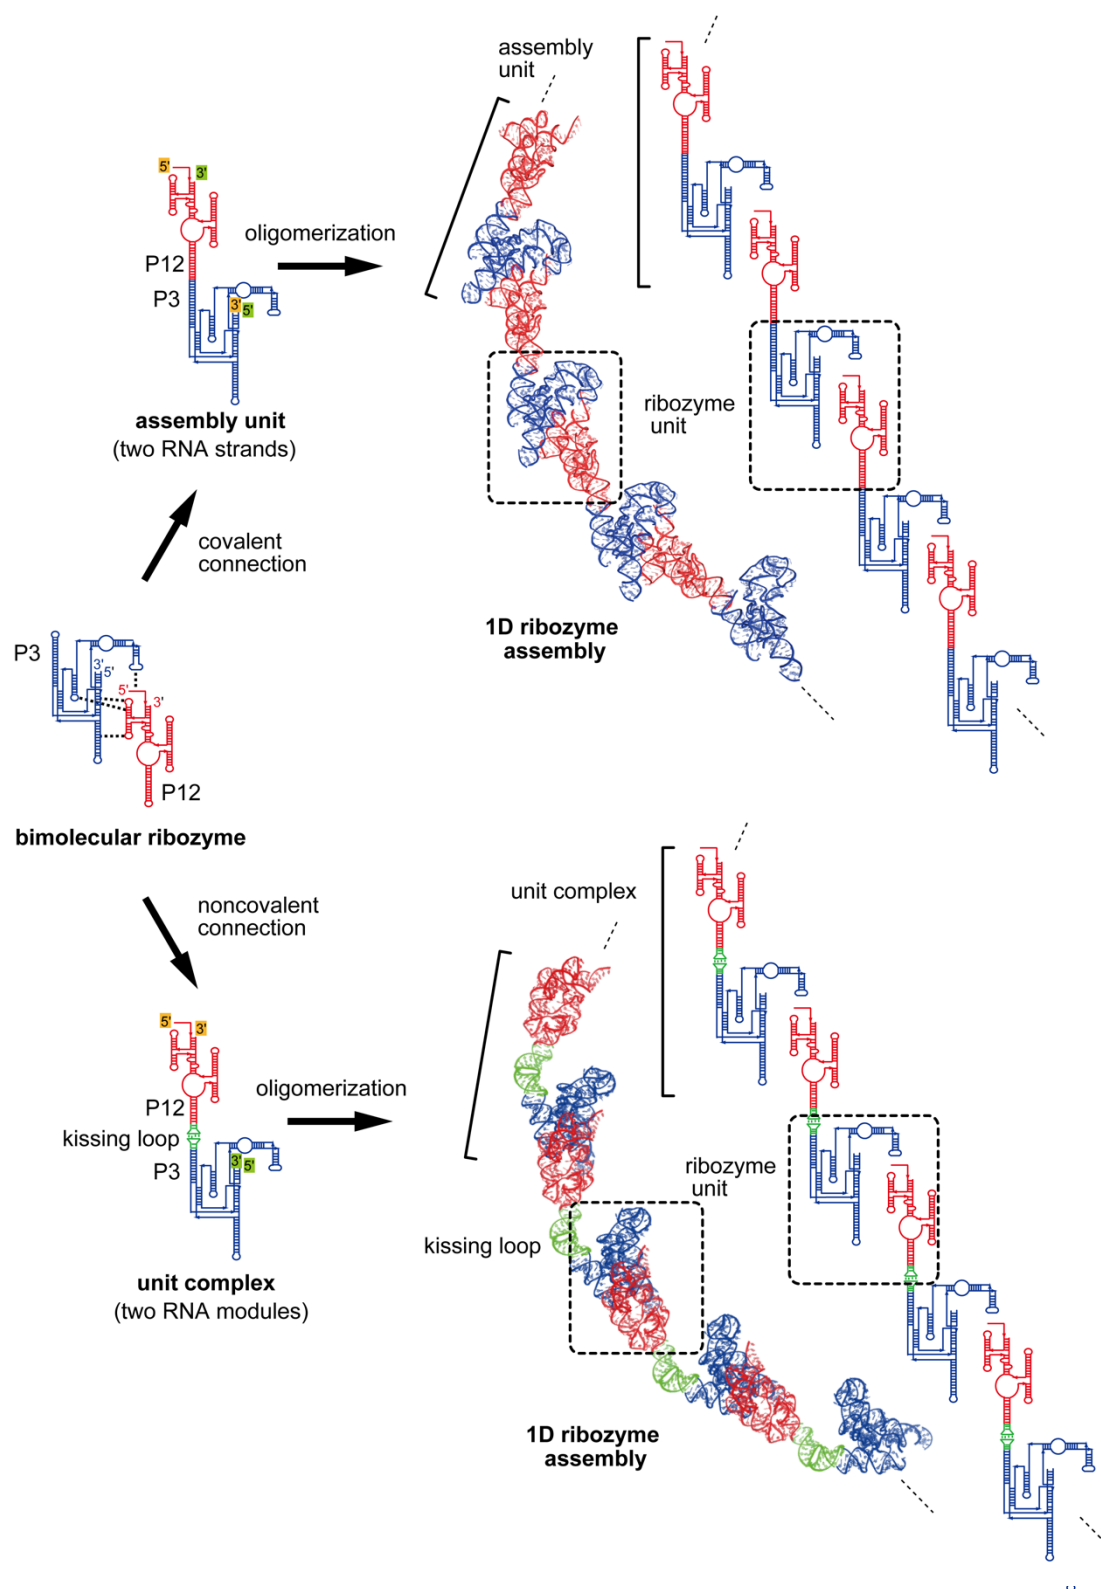 assembly
unit
5'
3'
oligomerization
P12
P3
3'
5'
assembly unit
(two RNA strands)
ribozyme
unit
covalent
connection
1D ribozyme
assembly
P3
3'
5'
5'
3'
P12
bimolecular ribozyme
noncovalent
connection
unit complex
5'
3'
oligomerization
P12
kissing loop
P3
3'
5'
ribozyme
unit
kissing loop
unit complex
(two RNA modules)
1D ribozyme
assembly